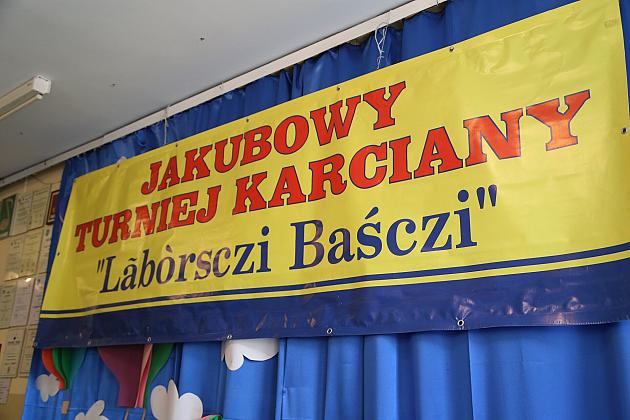 JAKUBOWY
TURNIEJ KARCIANY
"Lãbòrsczi Baśczi"